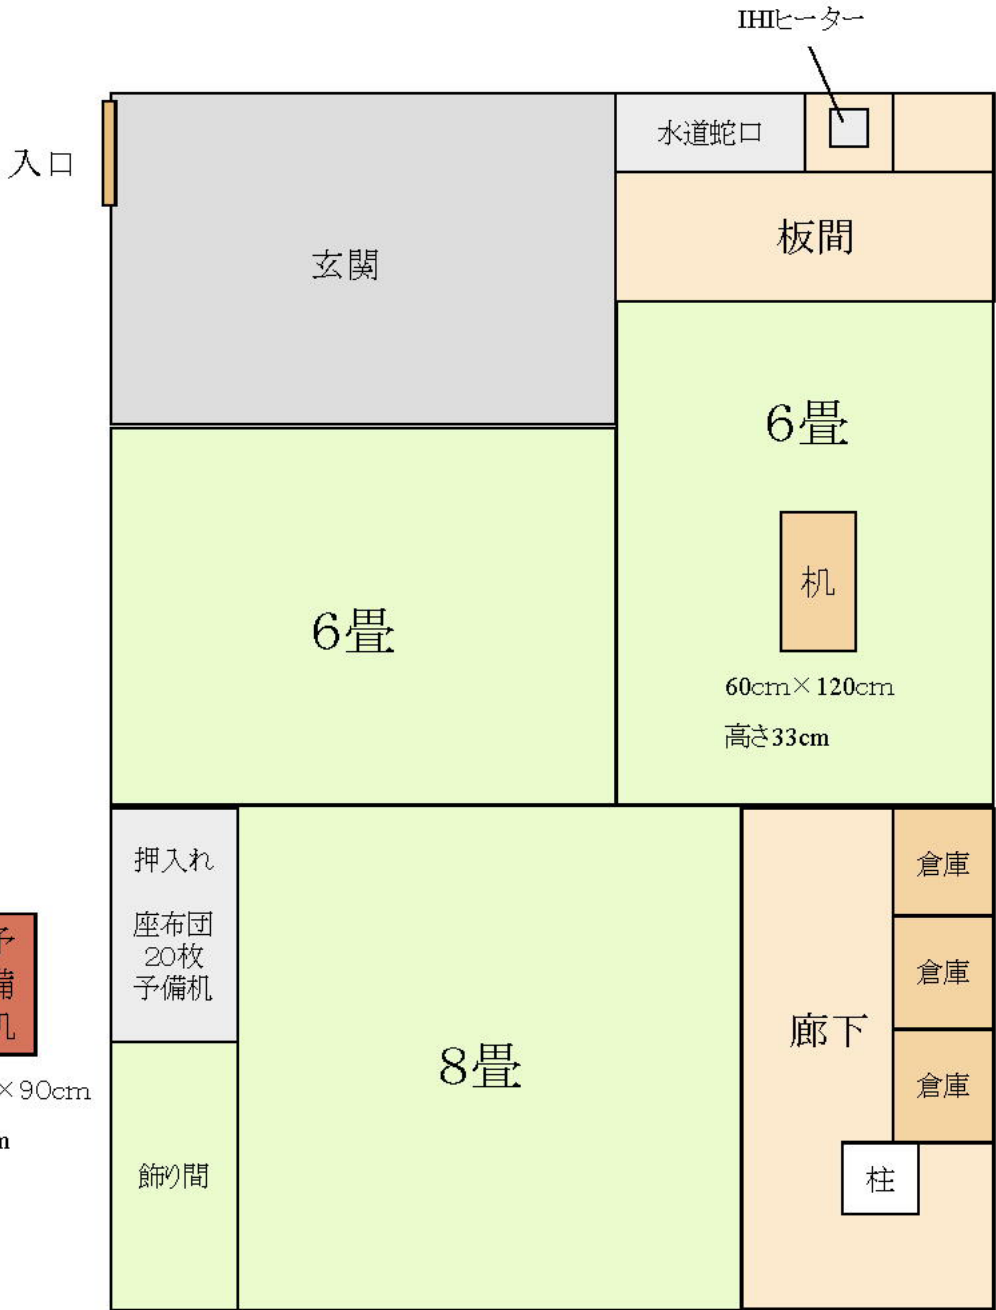 IHIヒーター
入口
水道蛇口
玄関
板間
6畳
机
6畳
60cm×120cm
高さ33cm
押入れ
座布団
20枚
予備机
倉庫
倉庫
倉庫
廊下
8畳
×90cm
飾り間
柱